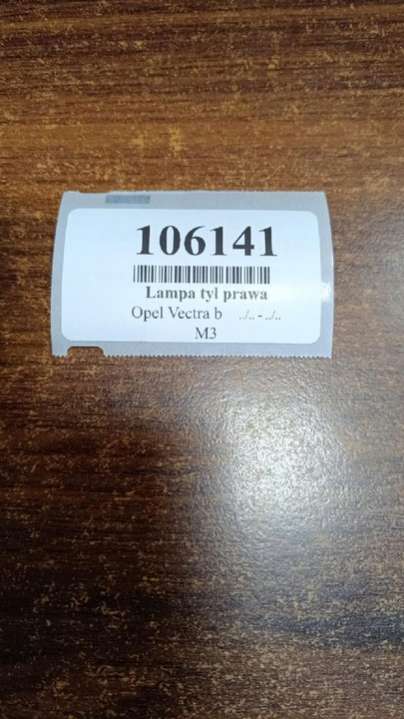 106141
Lampa tyl prawa
Opel Vectra b ../.. - ../..
M3